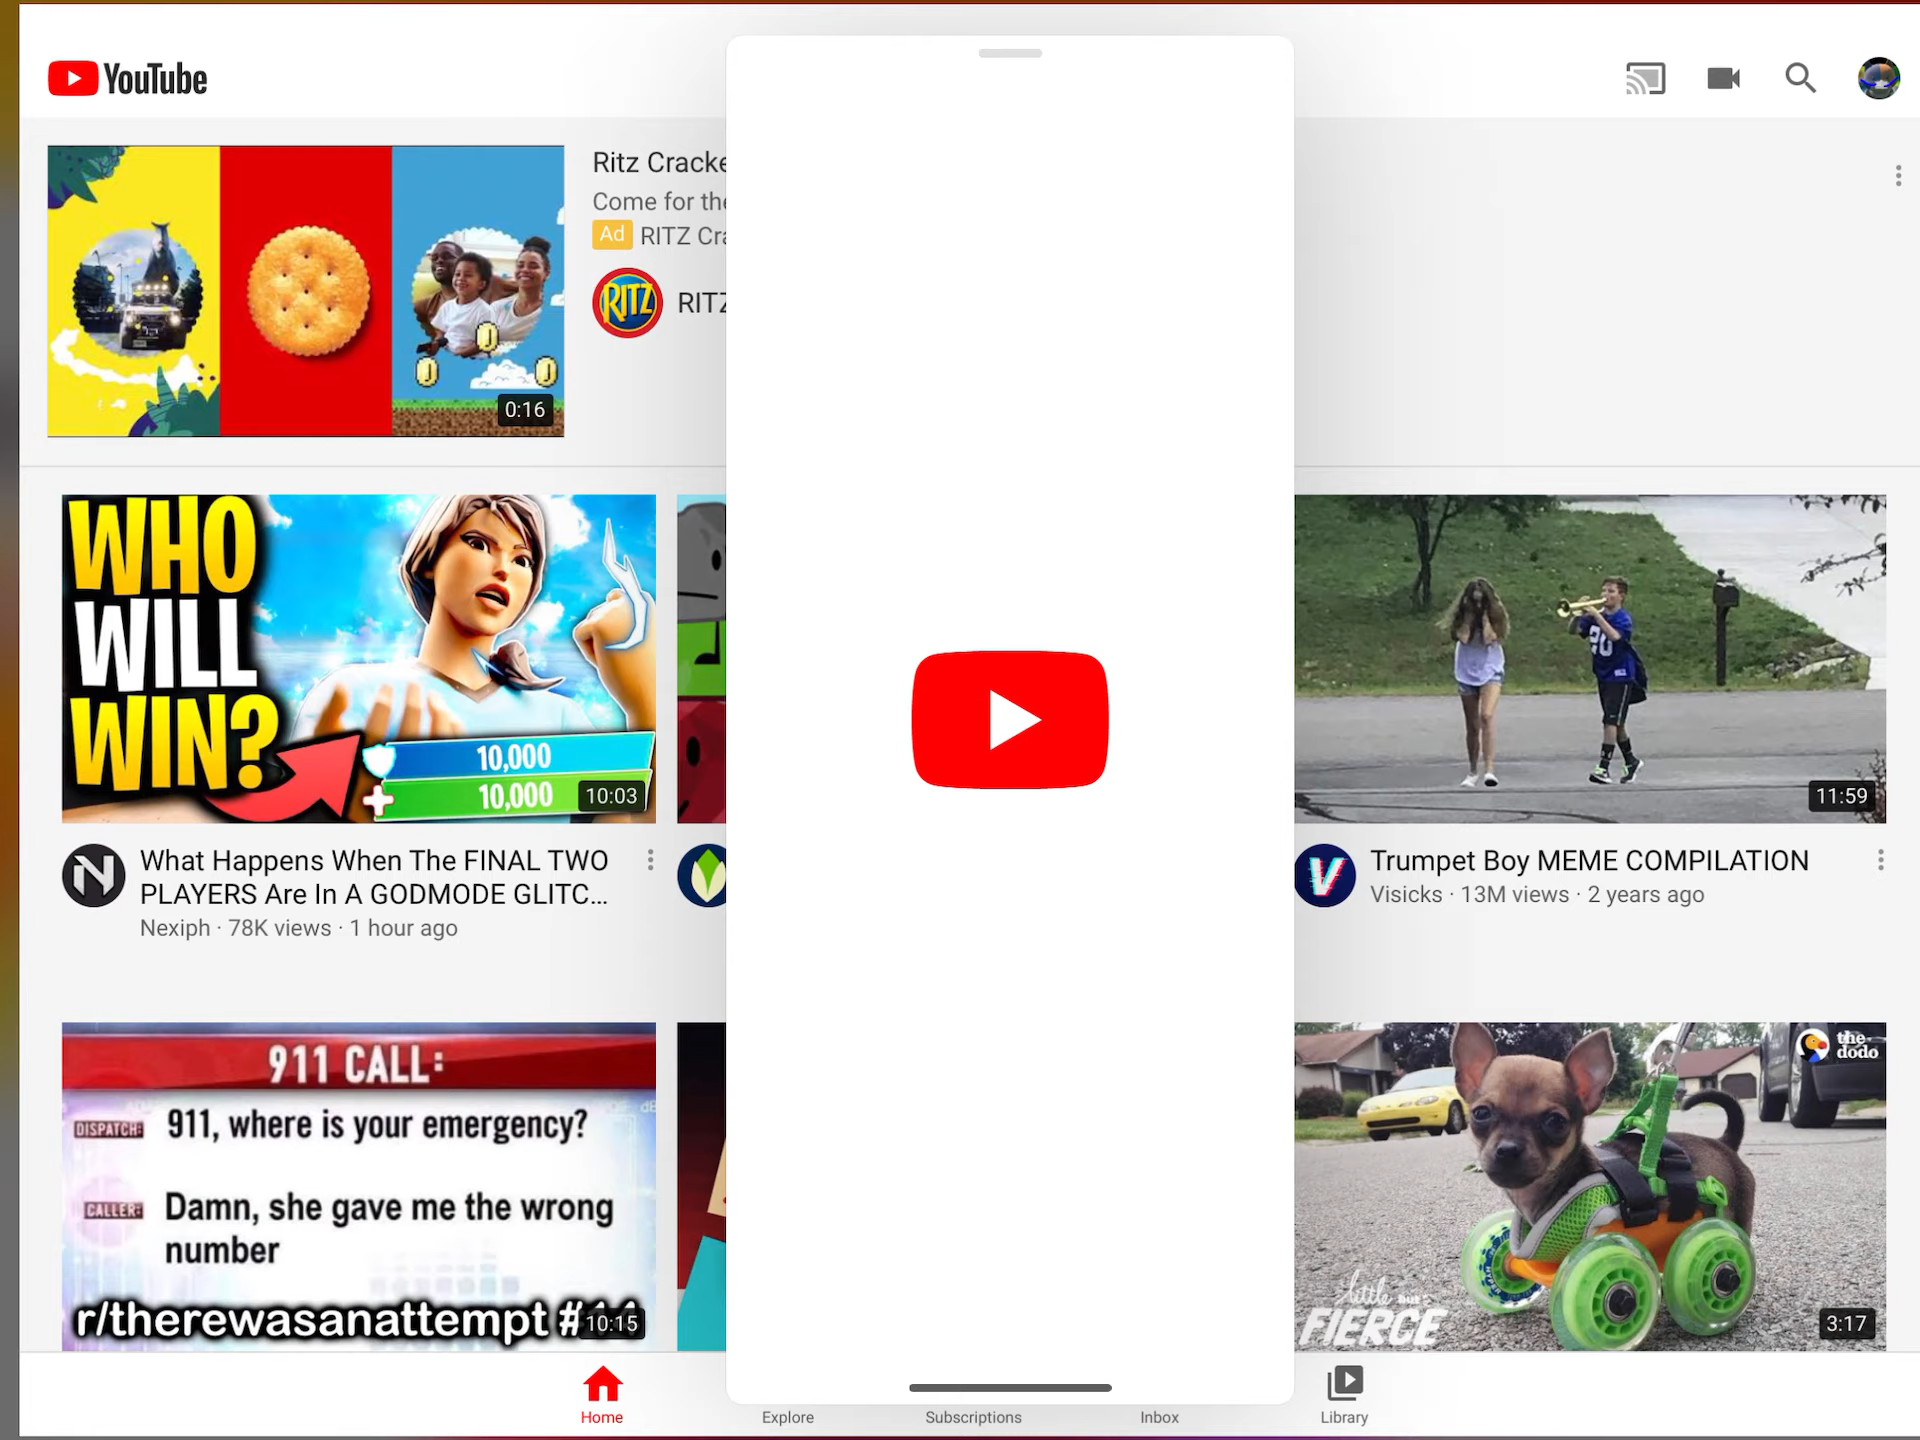 YouTube
Ritz Cracke
Come for the
Ad RITZ Cra
RITZ
RITZ
0:16
WHO
WILL
WIN?
10,000
10,000
10:03
20
11:59
What Happens When The FINAL TWO
PLAYERS Are In A GODMODE GLITC...
Nexiph · 78K views · 1 hour ago
Trumpet Boy MEME COMPILATION
Visicks · 13M views · 2 years ago
911 CALL:
DISPATCH: 911, where is your emergency?
CALLER: Damn, she gave me the wrong
number
r/therewasanattempt #
10:15
the
dodo
little but
FIERCE
3:17
Home
Explore
Subscriptions
Inbox
Library